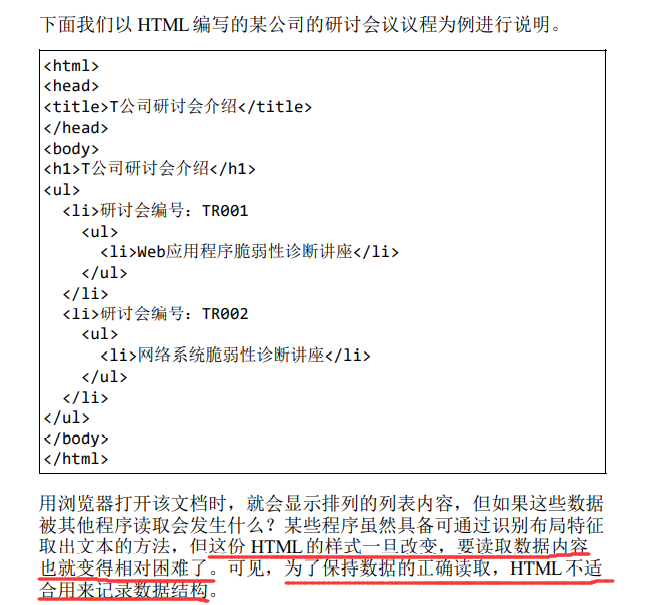 下面我们以 HTML 编写的某公司的研讨会议议程为例进行说明。
<html>
<head>
<title>T公司研讨会介绍</title>
</head>
<body>
<h1>T公司研讨会介绍</h1>
<ul>
  <li>研讨会编号：TR001
    <ul>
      <li>Web应用程序脆弱性诊断讲座</li>
    </ul>
  </li>
  <li>研讨会编号：TR002
    <ul>
      <li>网络系统脆弱性诊断讲座</li>
    </ul>
  </li>
</ul>
</body>
</html>
用浏览器打开该文档时，就会显示排列的列表内容，但如果这些数据
被其他程序读取会发生什么？某些程序虽然具备可通过识别布局特征
取出文本的方法，但这份 HTML 的样式一旦改变，要读取数据内容
也就变得相对困难了。可见，为了保持数据的正确读取，HTML 不适
合用来记录数据结构。